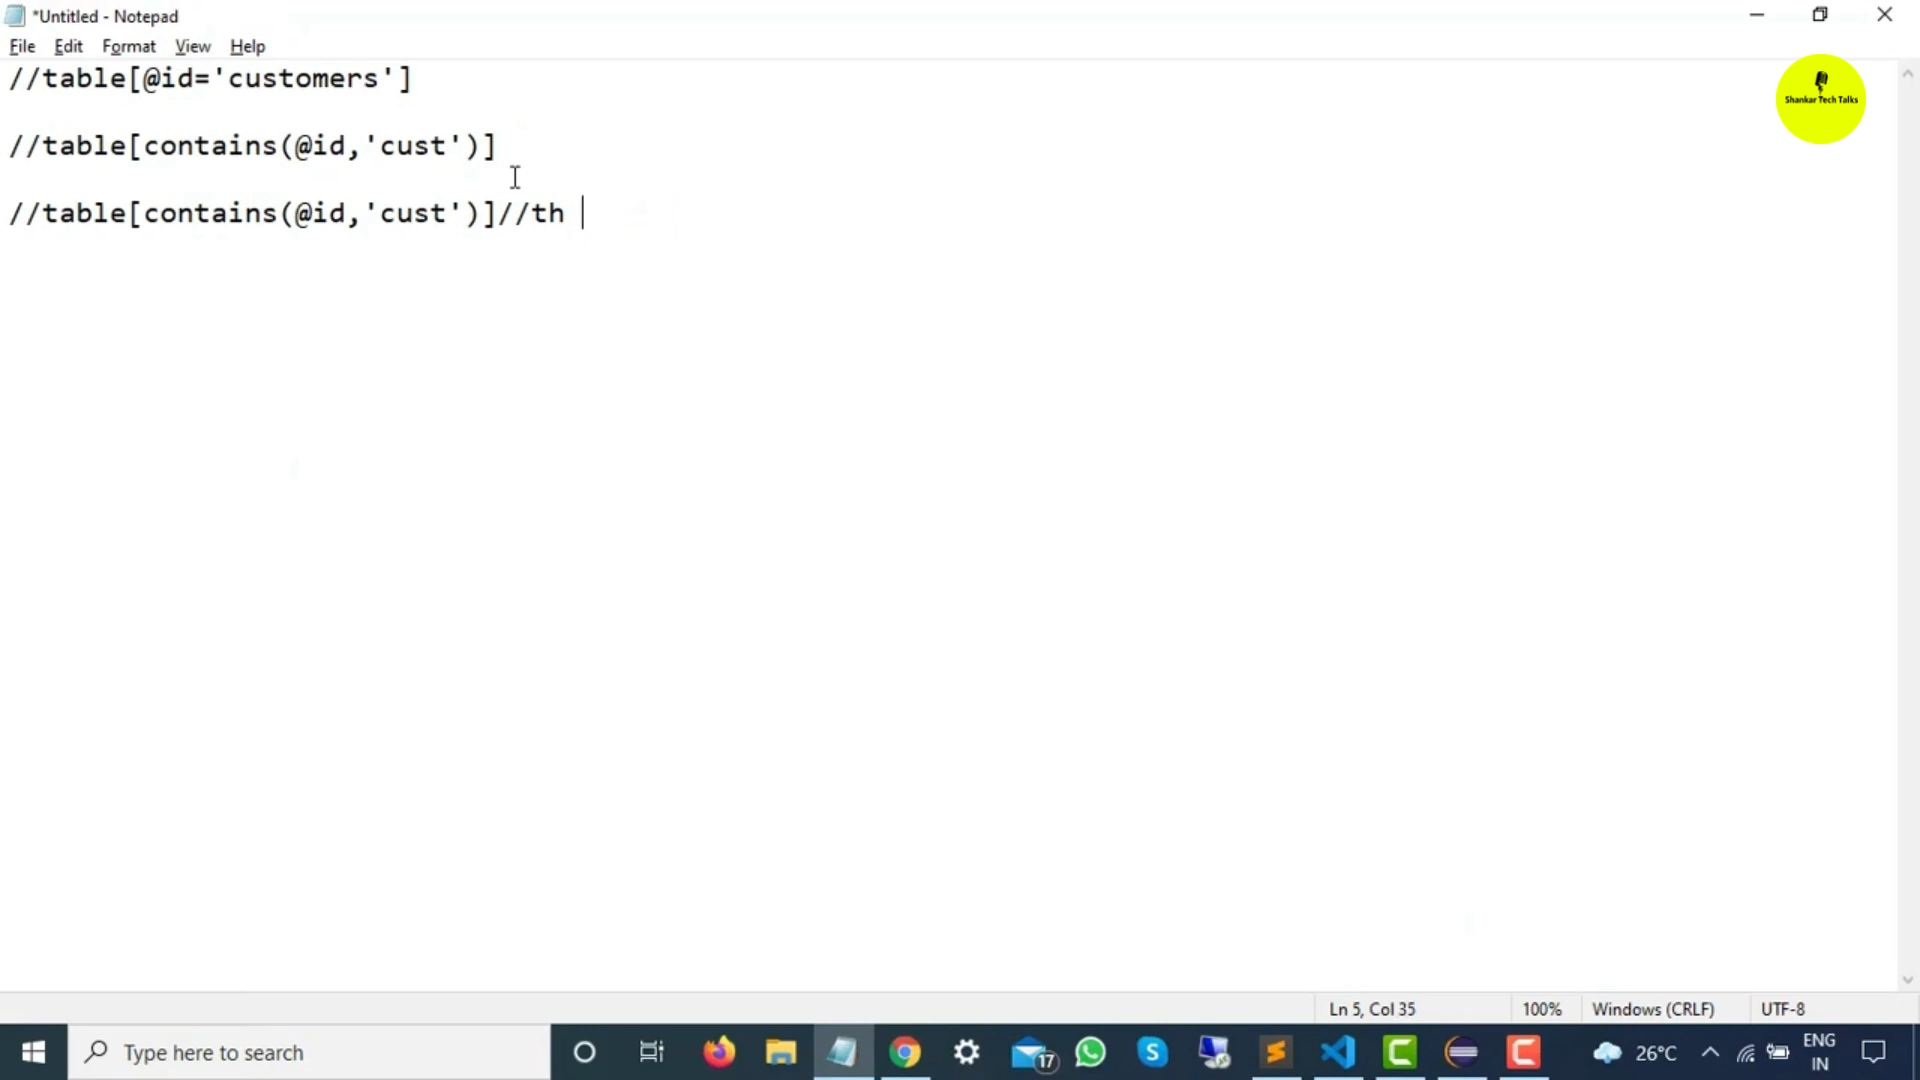 *Untitled - Notepad
File Edit Format View Help
//table[@id='customers']
Shankar Tech Talks
//table[contains(@id,'cust')]
//table[contains(@id,'cust')]//th
Ln 5, Col 35 100% Windows (CRLF) UTF-8
Type here to search
17
26°C
ENG
IN